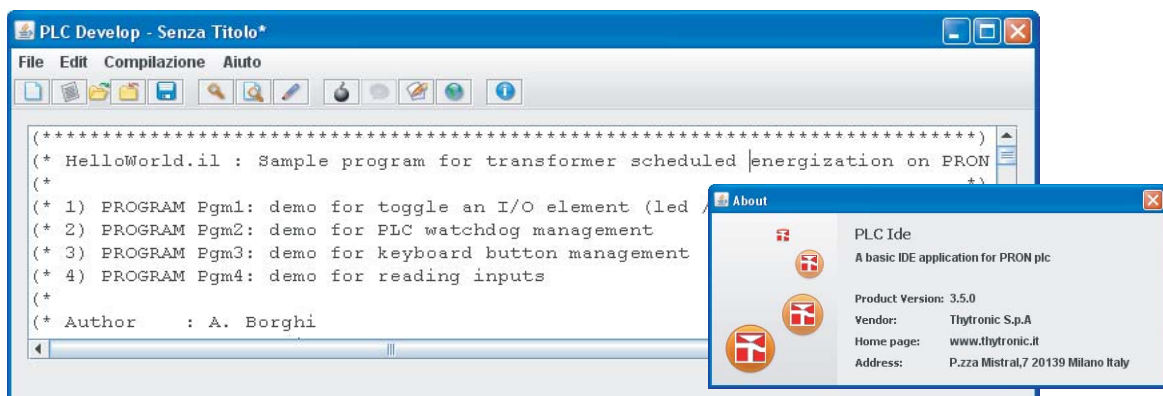 PLC Develop - Senza Titolo*
File Edit Compilazione Aiuto
(******************************************************************************)
(* HelloWorld.il : Sample program for transformer scheduled energization on PRON
(* *)
(* 1) PROGRAM Pgm1: demo for toggle an I/O element (led /
(* 2) PROGRAM Pgm2: demo for PLC watchdog management
(* 3) PROGRAM Pgm3: demo for keyboard button management
(* 4) PROGRAM Pgm4: demo for reading inputs
(*
(* Author : A. Borghi
About
PLC Ide
A basic IDE application for PRON plc
Product Version: 3.5.0
Vendor: Thytronic S.p.A
Home page: www.thytronic.it
Address: P.zza Mistral,7 20139 Milano Italy